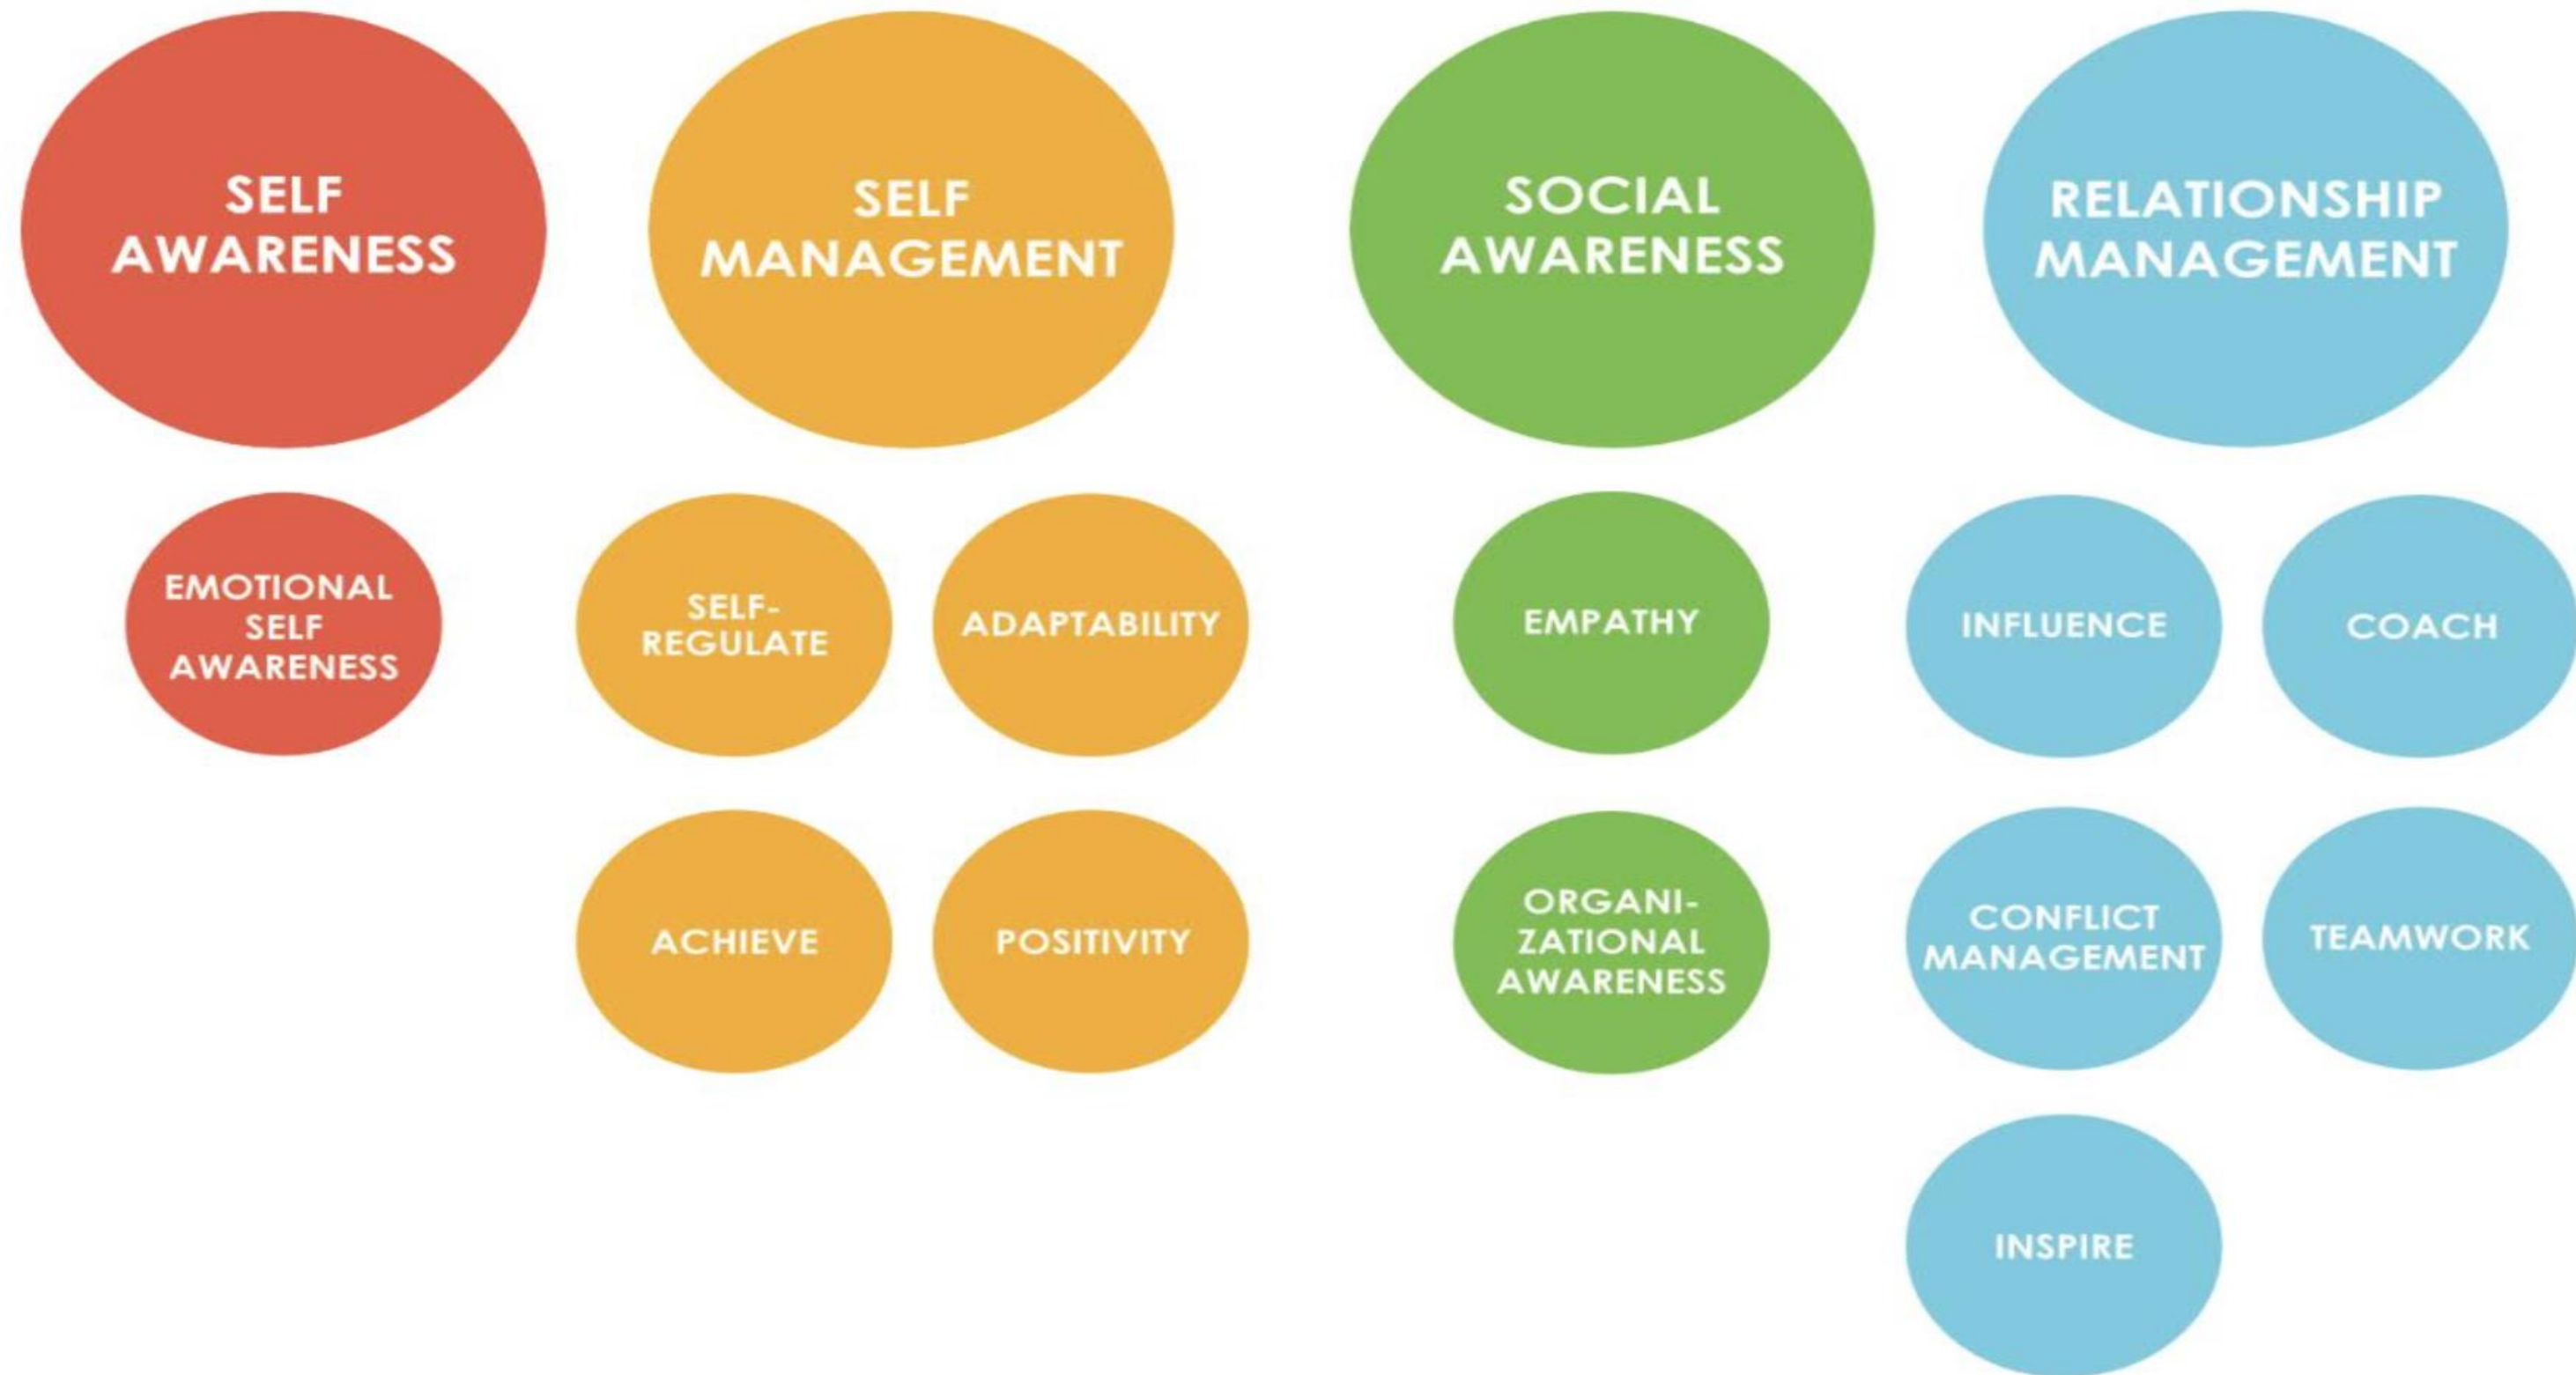 SELF
AWARENESS
SELF
MANAGEMENT
SOCIAL
AWARENESS
RELATIONSHIP
MANAGEMENT
EMOTIONAL
SELF
AWARENESS
SELF-
REGULATE
ADAPTABILITY
EMPATHY
INFLUENCE
COACH
ACHIEVE
POSITIVITY
ORGANI-
ZATIONAL
AWARENESS
CONFLICT
MANAGEMENT
TEAMWORK
INSPIRE